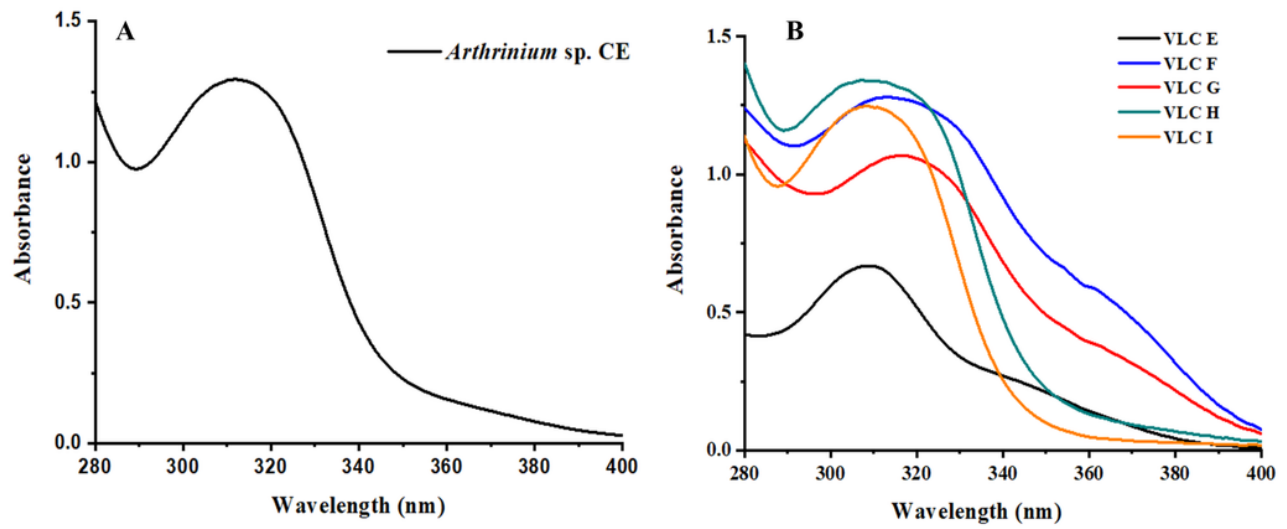 A
Arthrinium sp. CE
1.5
1.0
0.5
0.0
Absorbance
280 300 320 340 360 380 400
Wavelength (nm)
B
VLC E
VLC F
VLC G
VLC H
VLC I
1.5
1.0
0.5
0.0
Absorbance
280 300 320 340 360 380 400
Wavelength (nm)